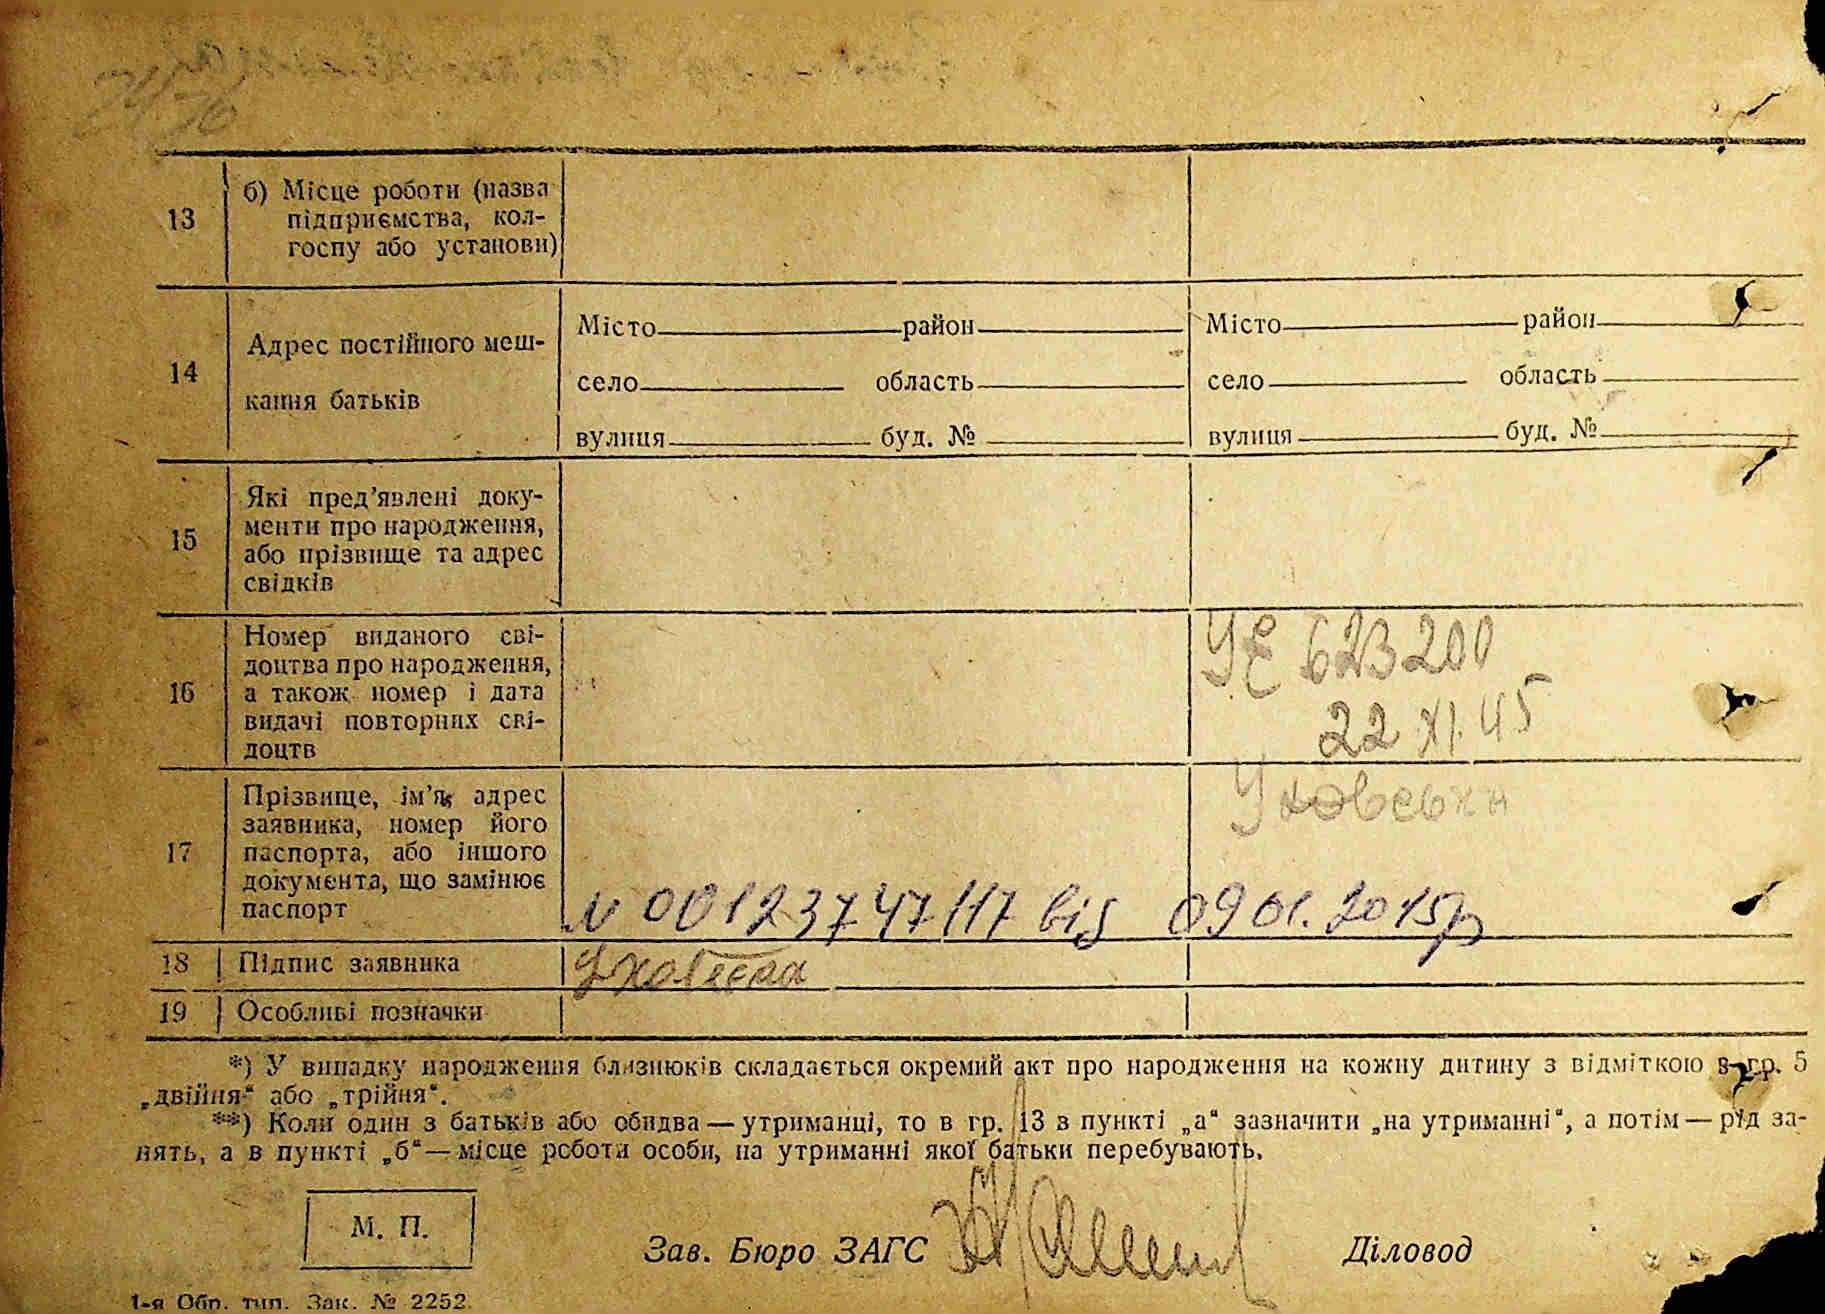 13
б) Місце роботи (назва
підприємства, кол-
госпу або установи)
14
Адрес постійного меш-
кання батьків
Місто район
село область
вулиця буд. №
Місто район
село область
вулиця буд. №
15
Які пред’явлені доку-
менти про народження,
або прізвище та адрес
свідків
16
Номер виданого сві-
доцтва про народження,
а також номер і дата
видачі повторних сві-
доцтв
УЕ 623200
22 XI.45
17
Прізвище, ім’я, адрес
заявника, номер його
паспорта, або іншого
документа, що замінює
паспорт
N 00123747117 від 09.01.2015р
18 Підпис заявника
19 Особливі позначки
*) У випадку народження близнюків складається окремий акт про народження на кожну дитину з відміткою в гр. 5
„двійня“ або „трійня“.
**) Коли один з батьків або обидва — утриманці, то в гр. 13 в пункті „а“ зазначити „на утриманні“, а потім — рід за-
нять, а в пункті „б“ — місце роботи особи, на утриманні якої батьки перебувають.
М. П.
Зав. Бюро ЗАГС Діловод
1-я Обр. тип. Зак. № 2252.